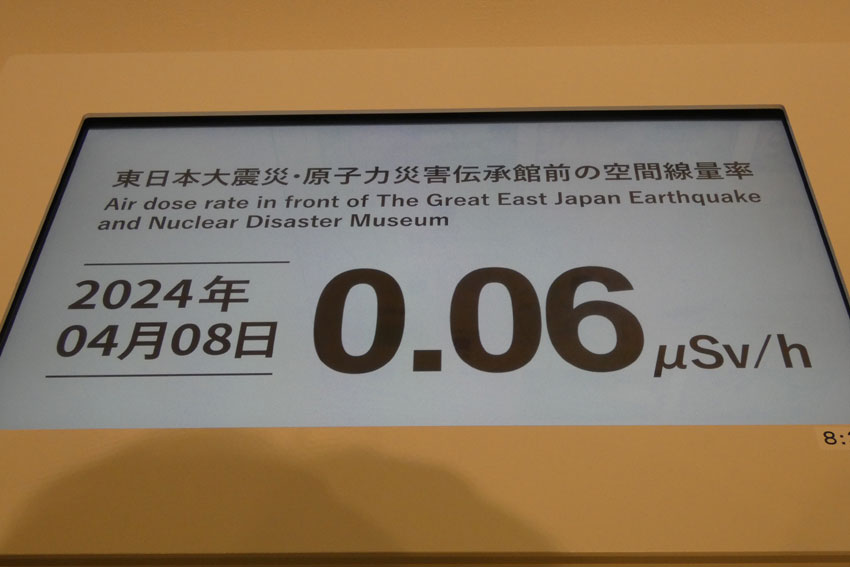 東日本大震災・原子力災害伝承館前の空間線量率
Air dose rate in front of The Great East Japan Earthquake
and Nuclear Disaster Museum
2024年
04月08日
0.06 μSv/h
8: